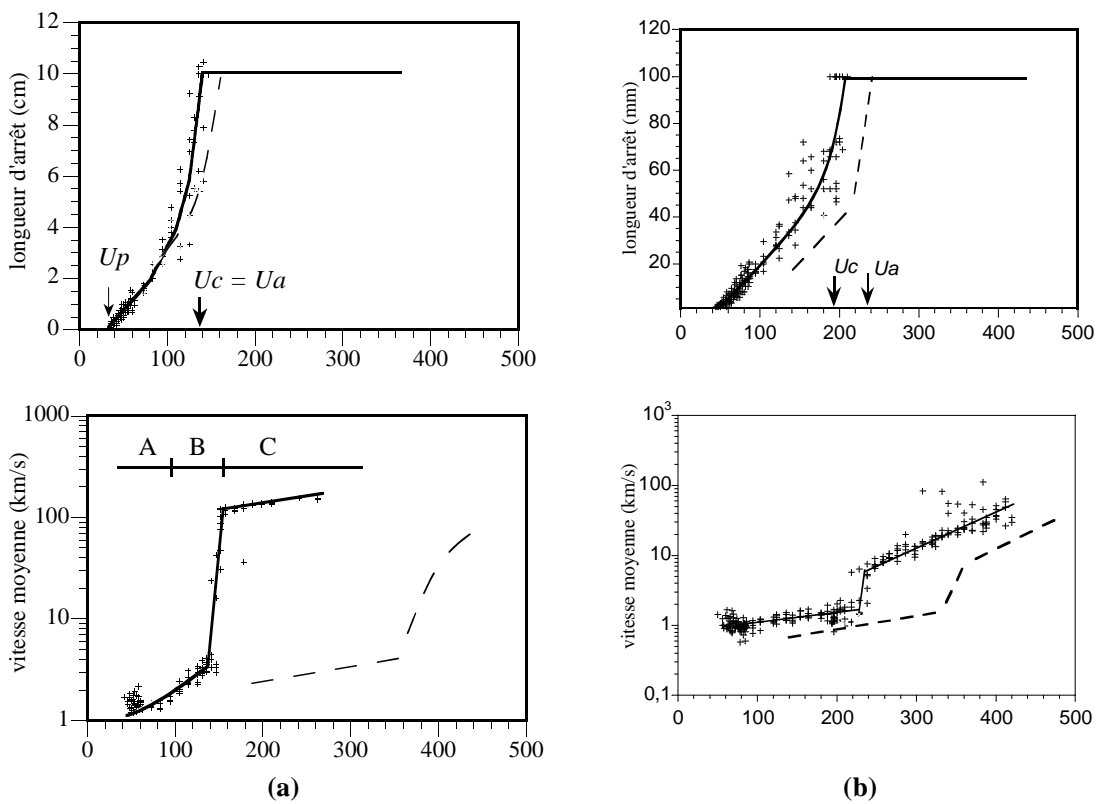 longueur d'arrêt (cm)
12
10
8
6
4
2
0
Up
Uc = Ua
0 100 200 300 400 500
longueur d'arrêt (mm)
120
100
80
60
40
20
Uc Ua
0 100 200 300 400 500
vitesse moyenne (km/s)
1000
100
10
1
A B C
0 100 200 300 400 500
(a)
vitesse moyenne (km/s)
10³
100
10
1
0,1
0 100 200 300 400 500
(b)